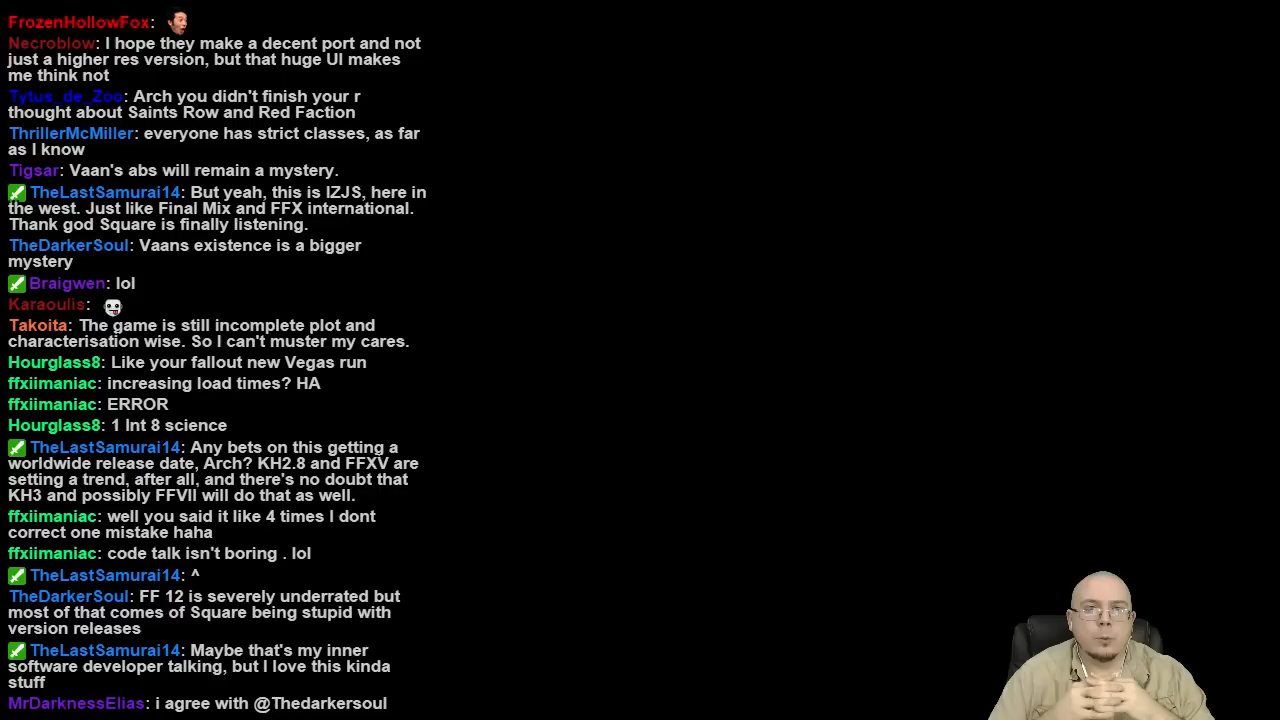 FrozenHollowFox:
Necroblow: I hope they make a decent port and not
just a higher res version, but that huge UI makes
me think not
Tytus_de_Zoo: Arch you didn't finish your r
thought about Saints Row and Red Faction
ThrillerMcMiller: everyone has strict classes, as far
as I know
Tigsar: Vaan's abs will remain a mystery.
TheLastSamurai14: But yeah, this is IZJS, here in
the west. Just like Final Mix and FFX international.
Thank god Square is finally listening.
TheDarkerSoul: Vaans existence is a bigger
mystery
Braigwen: lol
Karaoulis:
Takoita: The game is still incomplete plot and
characterisation wise. So I can't muster my cares.
Hourglass8: Like your fallout new Vegas run
ffxiimaniac: increasing load times? HA
ffxiimaniac: ERROR
Hourglass8: 1 Int 8 science
TheLastSamurai14: Any bets on this getting a
worldwide release date, Arch? KH2.8 and FFXV are
setting a trend, after all, and there's no doubt that
KH3 and possibly FFVII will do that as well.
ffxiimaniac: well you said it like 4 times I dont
correct one mistake haha
ffxiimaniac: code talk isn't boring . lol
TheLastSamurai14: ^
TheDarkerSoul: FF 12 is severely underrated but
most of that comes of Square being stupid with
version releases
TheLastSamurai14: Maybe that's my inner
software developer talking, but I love this kinda
stuff
MrDarknessElias: i agree with @Thedarkersoul